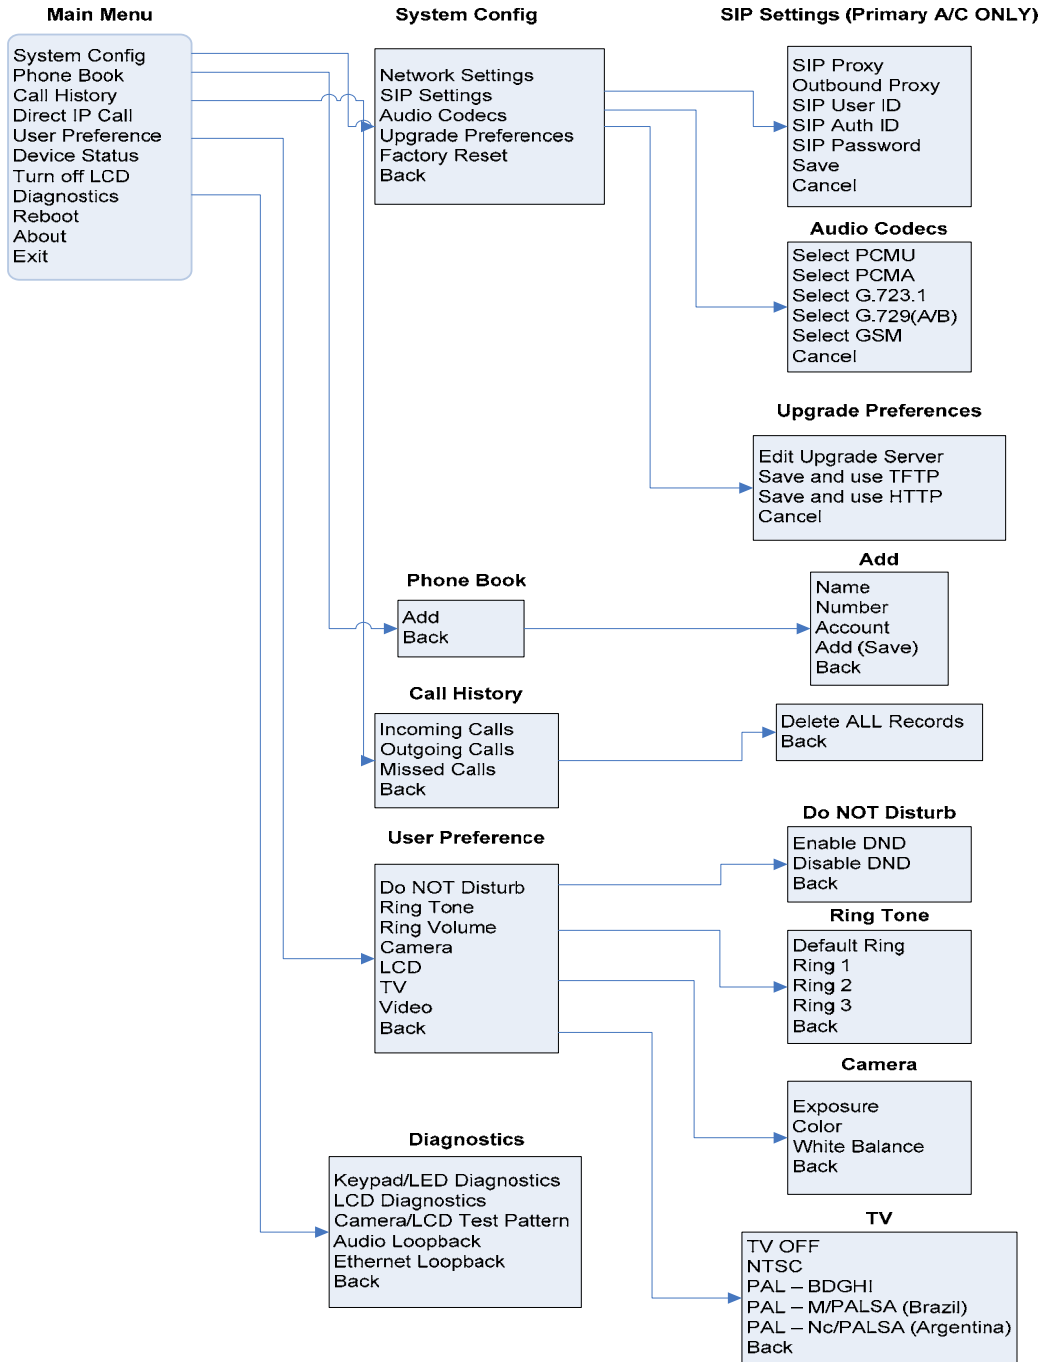 Main Menu
System Config
Phone Book
Call History
Direct IP Call
User Preference
Device Status
Turn off LCD
Diagnostics
Reboot
About
Exit
System Config
Network Settings
SIP Settings
Audio Codecs
Upgrade Preferences
Factory Reset
Back
SIP Settings (Primary A/C ONLY)
SIP Proxy
Outbound Proxy
SIP User ID
SIP Auth ID
SIP Password
Save
Cancel
Audio Codecs
Select PCMU
Select PCMA
Select G.723.1
Select G.729(A/B)
Select GSM
Cancel
Upgrade Preferences
Edit Upgrade Server
Save and use TFTP
Save and use HTTP
Cancel
Phone Book
Add
Back
Add
Name
Number
Account
Add (Save)
Back
Call History
Incoming Calls
Outgoing Calls
Missed Calls
Back
Delete ALL Records
Back
User Preference
Do NOT Disturb
Ring Tone
Ring Volume
Camera
LCD
TV
Video
Back
Do NOT Disturb
Enable DND
Disable DND
Back
Ring Tone
Default Ring
Ring 1
Ring 2
Ring 3
Back
Camera
Exposure
Color
White Balance
Back
Diagnostics
Keypad/LED Diagnostics
LCD Diagnostics
Camera/LCD Test Pattern
Audio Loopback
Ethernet Loopback
Back
TV
TV OFF
NTSC
PAL – BDGHI
PAL – M/PALSA (Brazil)
PAL – Nc/PALSA (Argentina)
Back